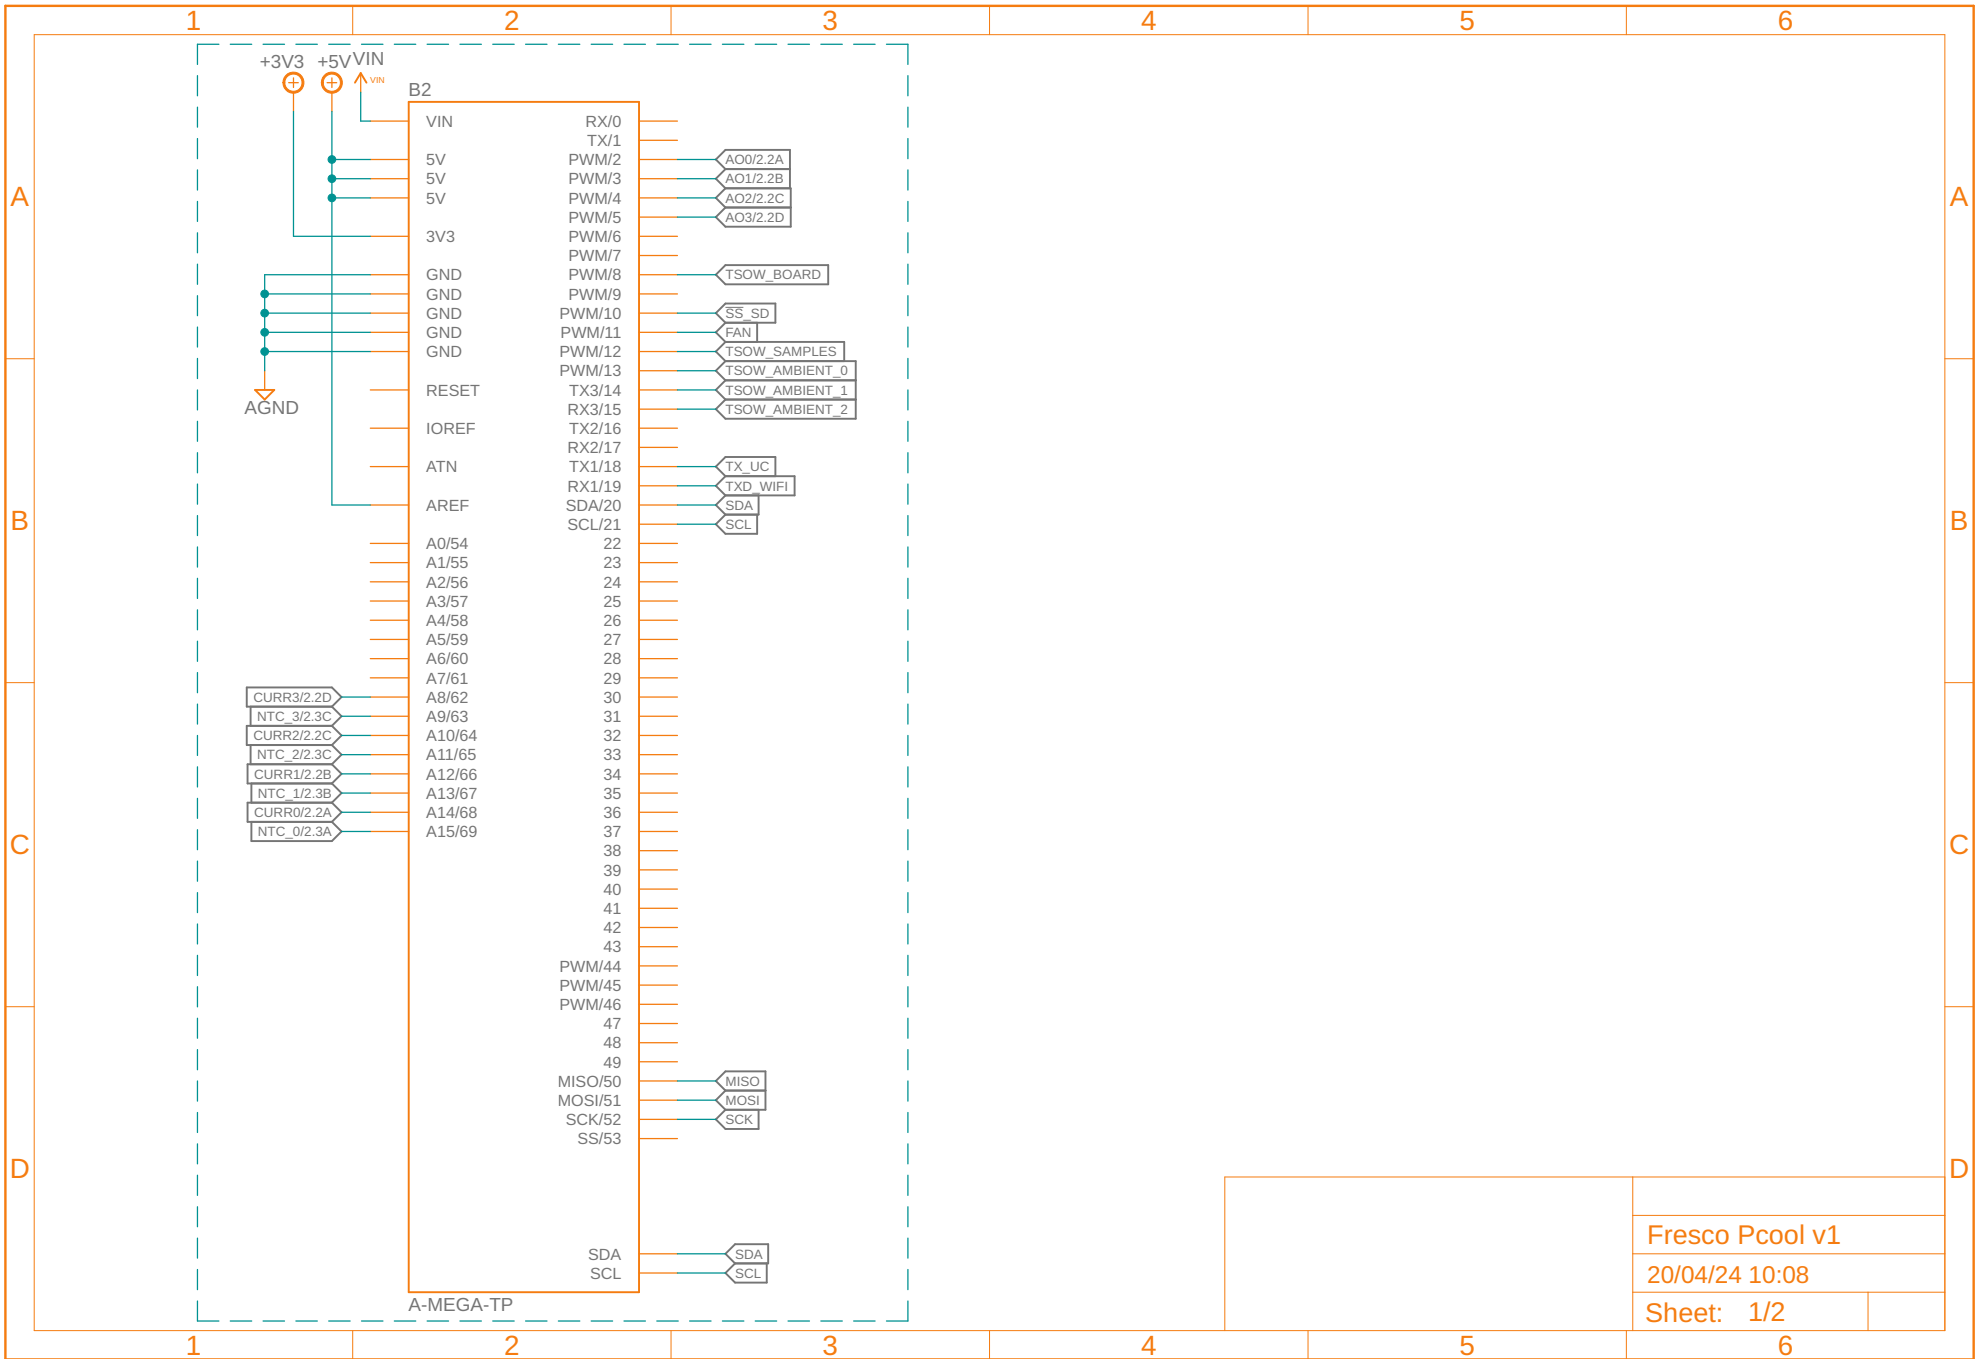 1 2 3 4 5 6
+3V3 +5V VIN
VIN
B2
VIN RX/0
TX/1
5V PWM/2 AO0/2.2A
5V PWM/3 AO1/2.2B
A 5V PWM/4 AO2/2.2C A
PWM/5 AO3/2.2D
3V3 PWM/6
PWM/7
GND PWM/8 TSOW_BOARD
GND PWM/9
GND PWM/10 SS_SD
GND PWM/11 FAN
GND PWM/12 TSOW_SAMPLES
PWM/13 TSOW_AMBIENT_0
RESET TX3/14 TSOW_AMBIENT_1
AGND RX3/15 TSOW_AMBIENT_2
IOREF TX2/16
RX2/17
ATN TX1/18 TX_UC
RX1/19 TXD_WIFI
AREF SDA/20 SDA
B SCL/21 SCL B
A0/54 22
A1/55 23
A2/56 24
A3/57 25
A4/58 26
A5/59 27
A6/60 28
A7/61 29
CURR3/2.2D A8/62 30
NTC_3/2.3C A9/63 31
CURR2/2.2C A10/64 32
NTC_2/2.3C A11/65 33
CURR1/2.2B A12/66 34
NTC_1/2.3B A13/67 35
CURR0/2.2A A14/68 36
NTC_0/2.3A A15/69 37
C 38 C
39
40
41
42
43
PWM/44
PWM/45
PWM/46
47
48
49
MISO/50 MISO
MOSI/51 MOSI
SCK/52 SCK
SS/53
D D
Fresco Pcool v1
SDA SDA
SCL SCL
20/04/24 10:08
A-MEGA-TP
Sheet: 1/2
1 2 3 4 5 6